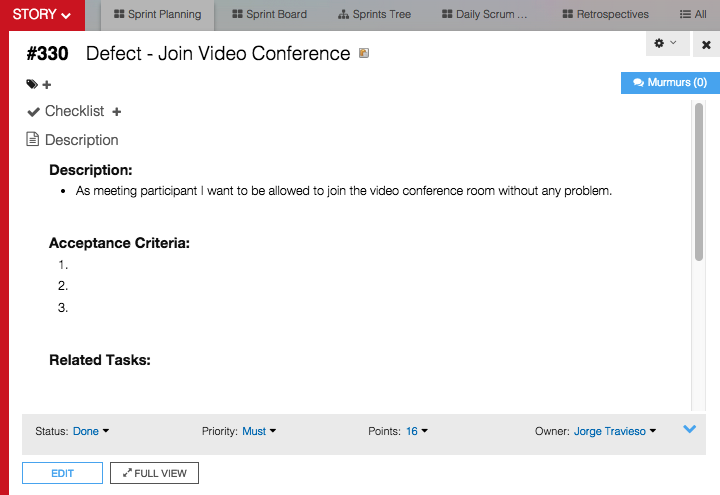 STORY Sprint Planning Sprint Board Sprints Tree Daily Scrum ... Retrospectives All
#330 Defect - Join Video Conference
Murmurs (0)
Checklist
Description
Description:
• As meeting participant I want to be allowed to join the video conference room without any problem.
Acceptance Criteria:
1.
2.
3.
Related Tasks:
Status: Done Priority: Must Points: 16 Owner: Jorge Travieso
EDIT FULL VIEW